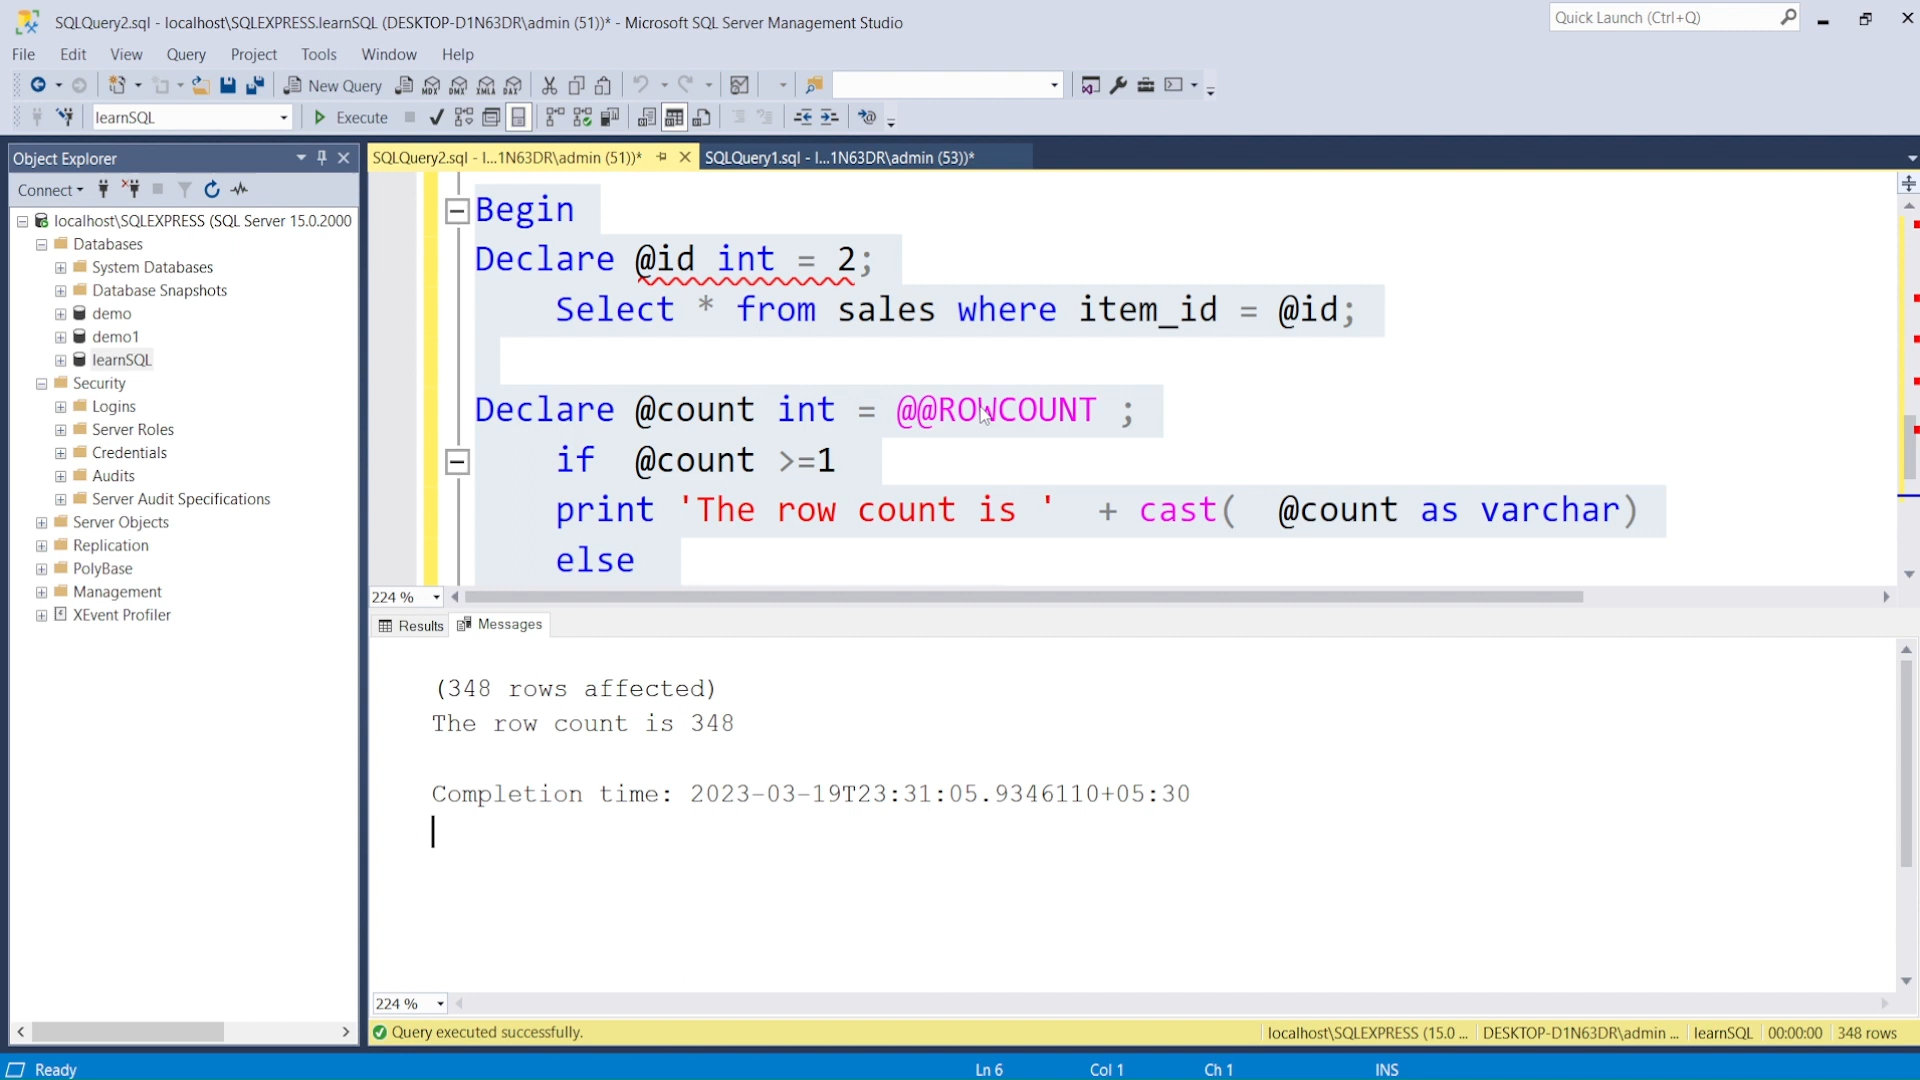 SQLQuery2.sql - localhost\SQLEXPRESS.learnSQL (DESKTOP-D1N63DR\admin (51))* - Microsoft SQL Server Management Studio
Quick Launch (Ctrl+Q)
File Edit View Query Project Tools Window Help
New Query
MDX DMX XMLA DAX
learnSQL
Execute
Object Explorer
Connect
localhost\SQLEXPRESS (SQL Server 15.0.2000
Databases
System Databases
Database Snapshots
demo
demo1
learnSQL
Security
Logins
Server Roles
Credentials
Audits
Server Audit Specifications
Server Objects
Replication
PolyBase
Management
XEvent Profiler
SQLQuery2.sql - l...1N63DR\admin (51))*
SQLQuery1.sql - l...1N63DR\admin (53))*
Begin
Declare @id int = 2;
Select * from sales where item_id = @id;
Declare @count int = @@ROWCOUNT ;
if @count >=1
print 'The row count is ' + cast( @count as varchar)
else
224 %
Results
Messages
(348 rows affected)
The row count is 348
Completion time: 2023-03-19T23:31:05.9346110+05:30
224 %
Query executed successfully.
localhost\SQLEXPRESS (15.0 ...
DESKTOP-D1N63DR\admin ...
learnSQL
00:00:00
348 rows
Ready
Ln 6
Col 1
Ch 1
INS